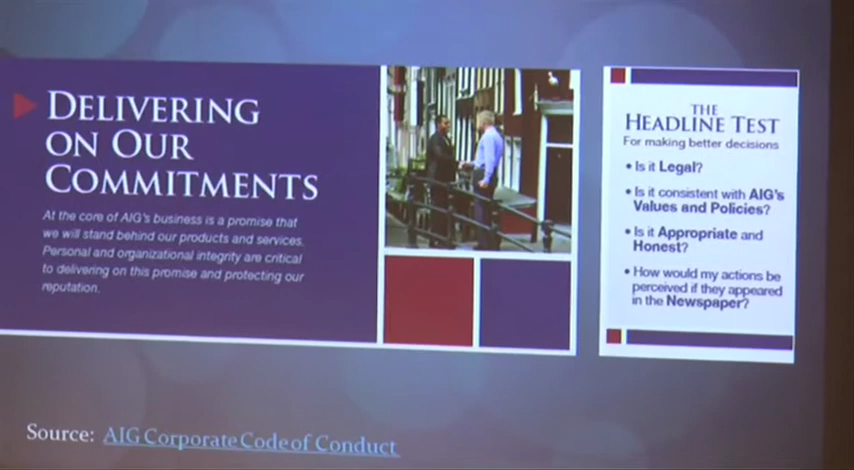 DELIVERING
ON OUR
COMMITMENTS
At the core of AIG's business is a promise that
we will stand behind our products and services.
Personal and organizational integrity are critical
to delivering on this promise and protecting our
reputation.
THE
HEADLINE TEST
For making better decisions
• Is it Legal?
• Is it consistent with AIG's
Values and Policies?
• Is it Appropriate and
Honest?
• How would my actions be
perceived if they appeared
in the Newspaper?
Source: AIG Corporate Code of Conduct